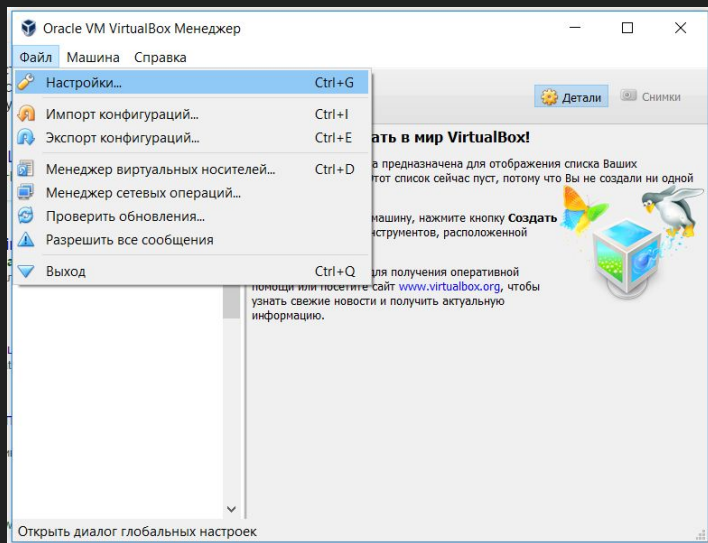 Oracle VM VirtualBox Менеджер
Файл Машина Справка
Настройки... Ctrl+G
Импорт конфигураций... Ctrl+I
Экспорт конфигураций... Ctrl+E
Менеджер виртуальных носителей... Ctrl+D
Менеджер сетевых операций...
Проверить обновления...
Разрешить все сообщения
Выход Ctrl+Q
Детали Снимки
ать в мир VirtualBox!
а предназначена для отображения списка Ваших
тот список сейчас пуст, потому что Вы не создали ни одной
машину, нажмите кнопку Создать
нструментов, расположенной
для получения оперативной
помощи или посетите сайт www.virtualbox.org, чтобы
узнать свежие новости и получить актуальную
информацию.
Открыть диалог глобальных настроек